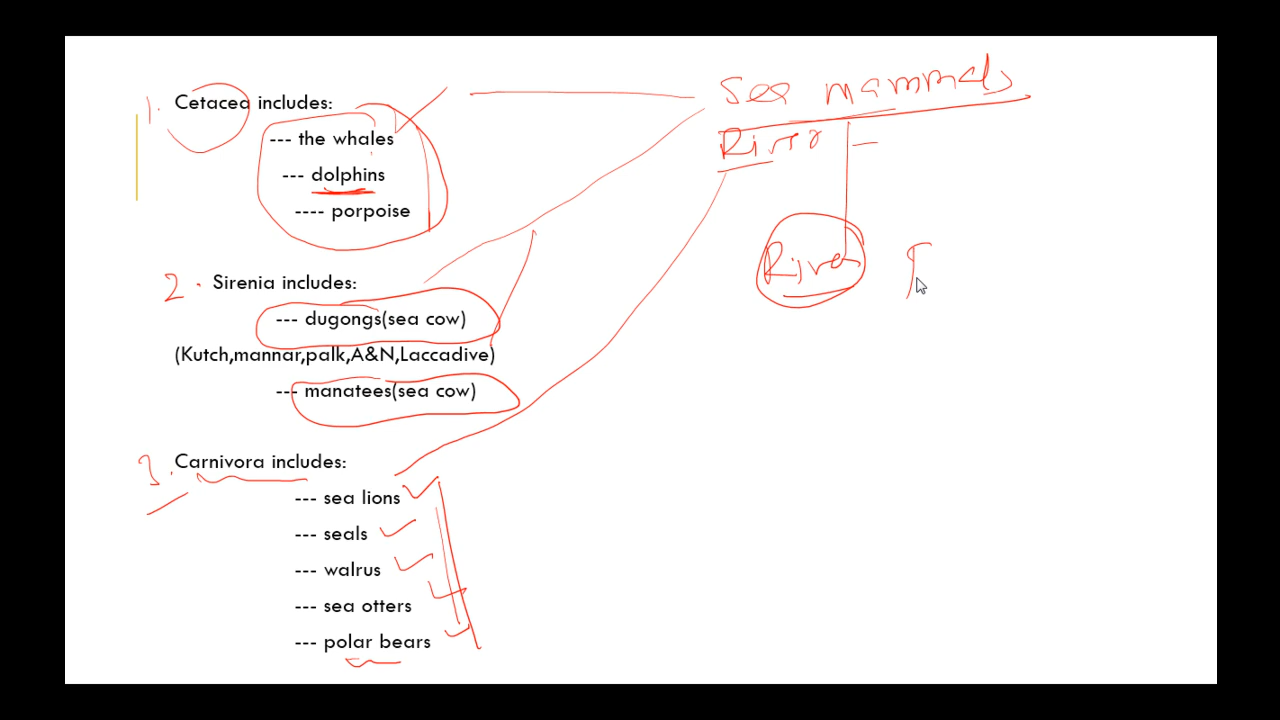 Sea mammals
1. Cetacea includes:
River
--- the whales
--- dolphins
---- porpoise
River
2. Sirenia includes:
--- dugongs(sea cow)
(Kutch,mannar,palk,A&N,Laccadive)
--- manatees(sea cow)
3. Carnivora includes:
--- sea lions
--- seals
--- walrus
--- sea otters
--- polar bears